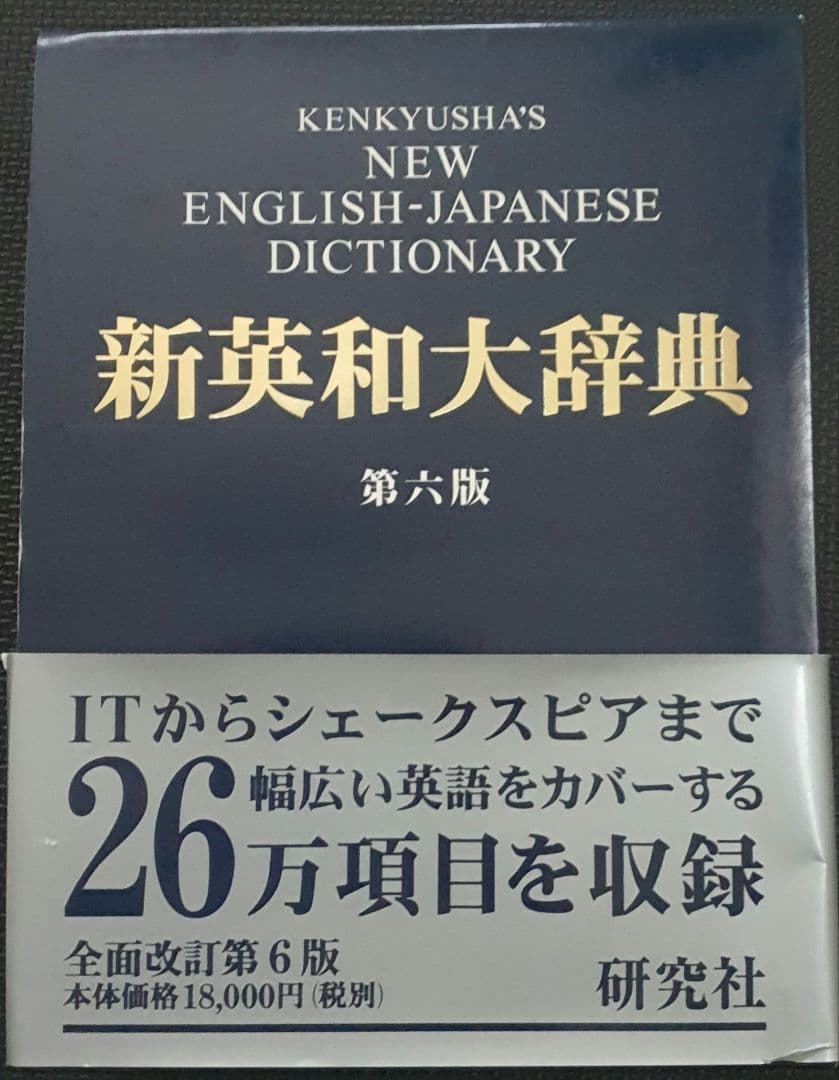 KENKYUSHA'S
NEW
ENGLISH-JAPANESE
DICTIONARY
新英和大辞典
第六版
ITからシェークスピアまで
幅広い英語をカバーする
26万項目を収録
全面改訂第6版
本体価格18,000円(税別)
研究社